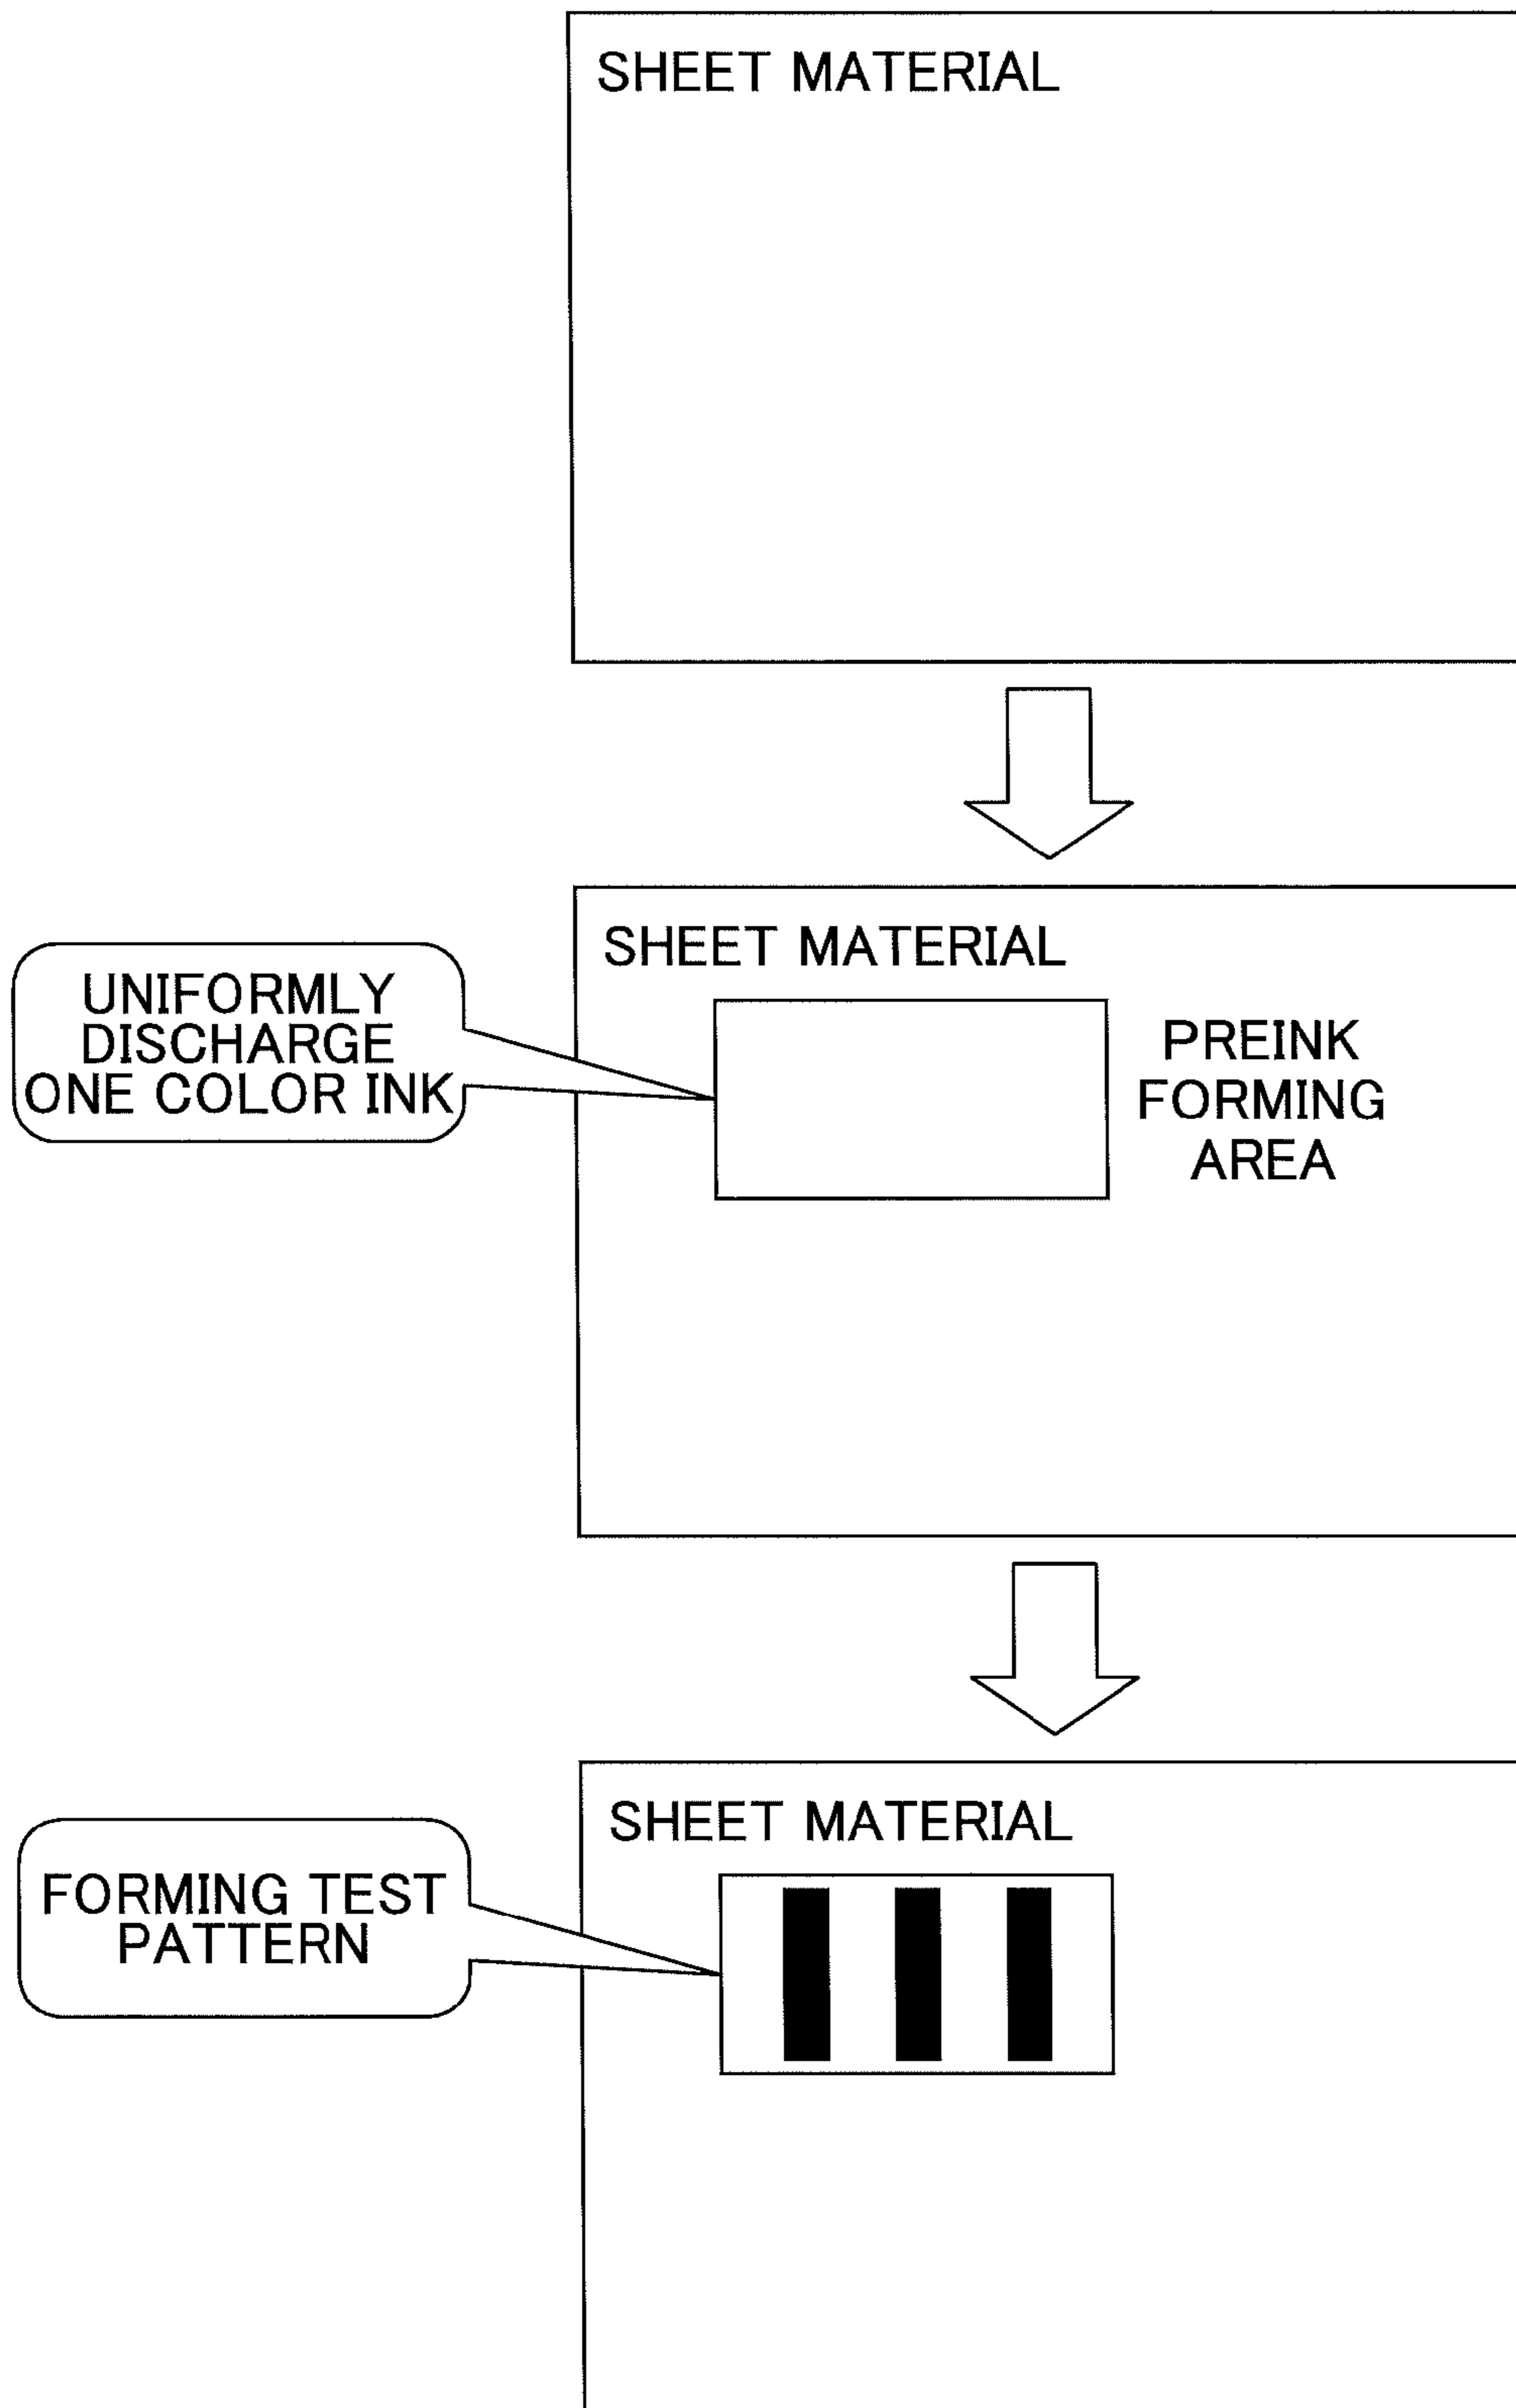 SHEET MATERIAL
SHEET MATERIAL
UNIFORMLY
DISCHARGE
ONE COLOR INK
PREINK
FORMING
AREA
SHEET MATERIAL
FORMING TEST
PATTERN